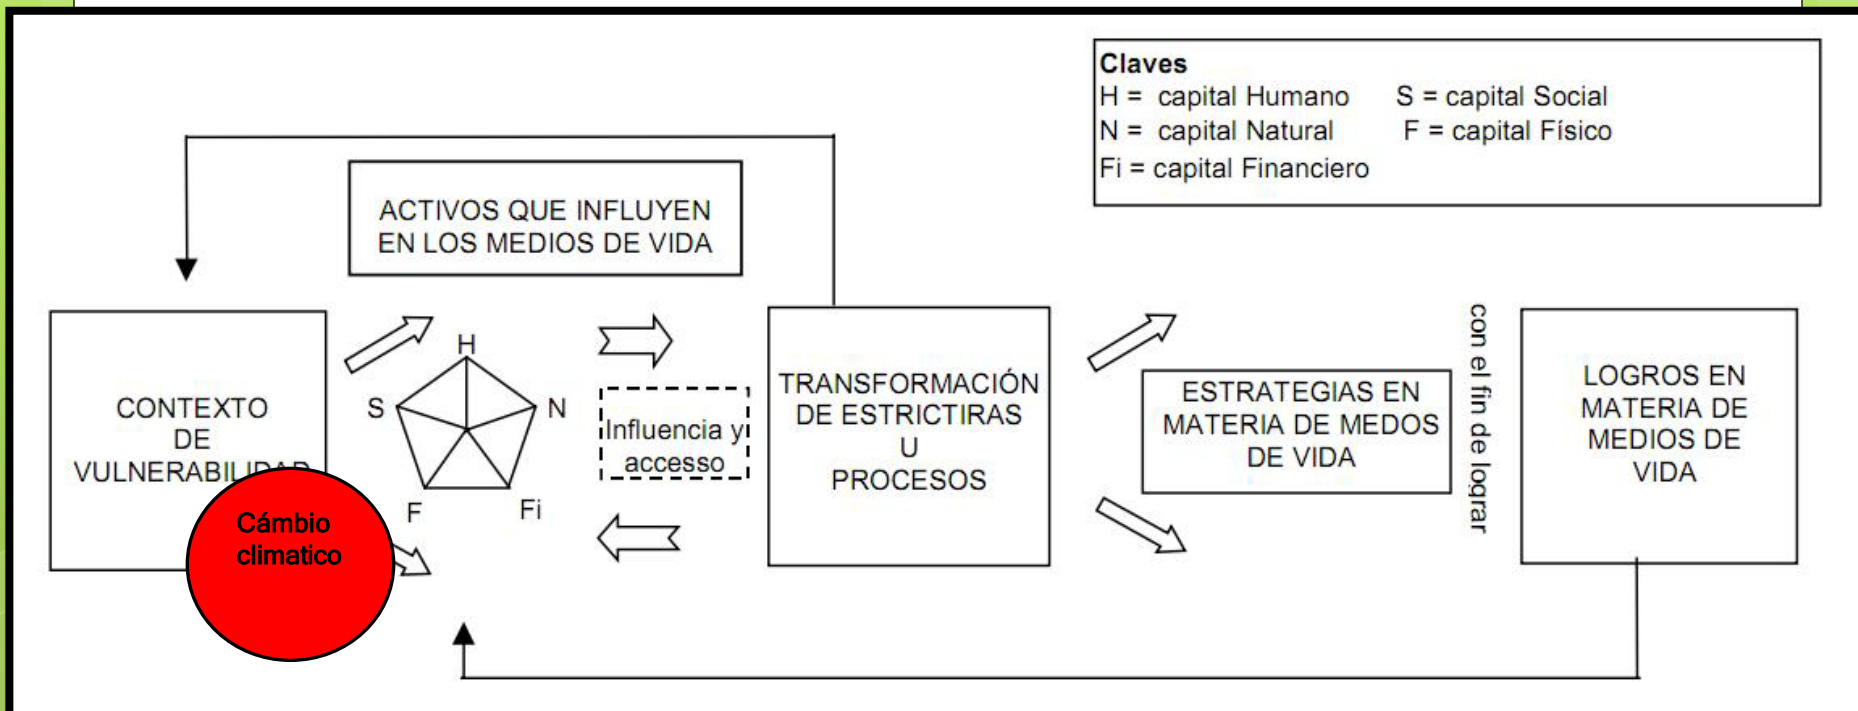 Claves
H = capital Humano S = capital Social
N = capital Natural F = capital Físico
Fi = capital Financiero
ACTIVOS QUE INFLUYEN
EN LOS MEDIOS DE VIDA
CONTEXTO
DE
VULNERABILIDAD
Cámbio
climatico
H
S
N
F
Fi
Influencia y
accesso
TRANSFORMACIÓN
DE ESTRICTIRAS
U
PROCESOS
ESTRATEGIAS EN
MATERIA DE MEDOS
DE VIDA
con el fin de lograr
LOGROS EN
MATERIA DE
MEDIOS DE
VIDA